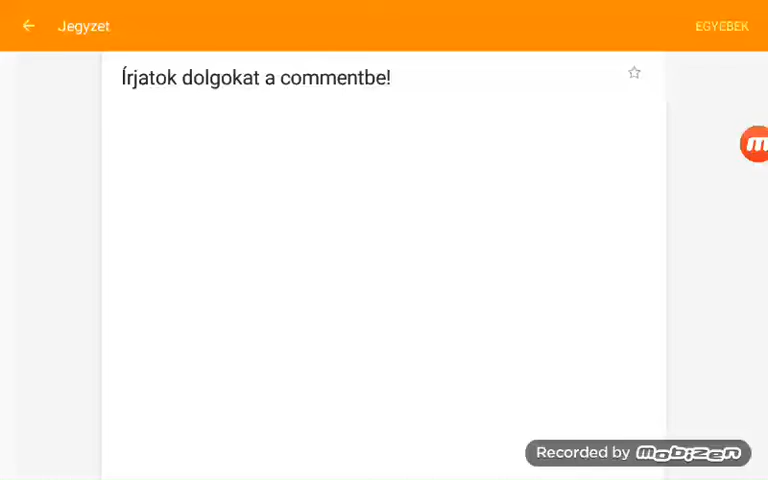 Jegyzet
EGYEBEK
Írjatok dolgokat a commentbe!
m
Recorded by mobizen